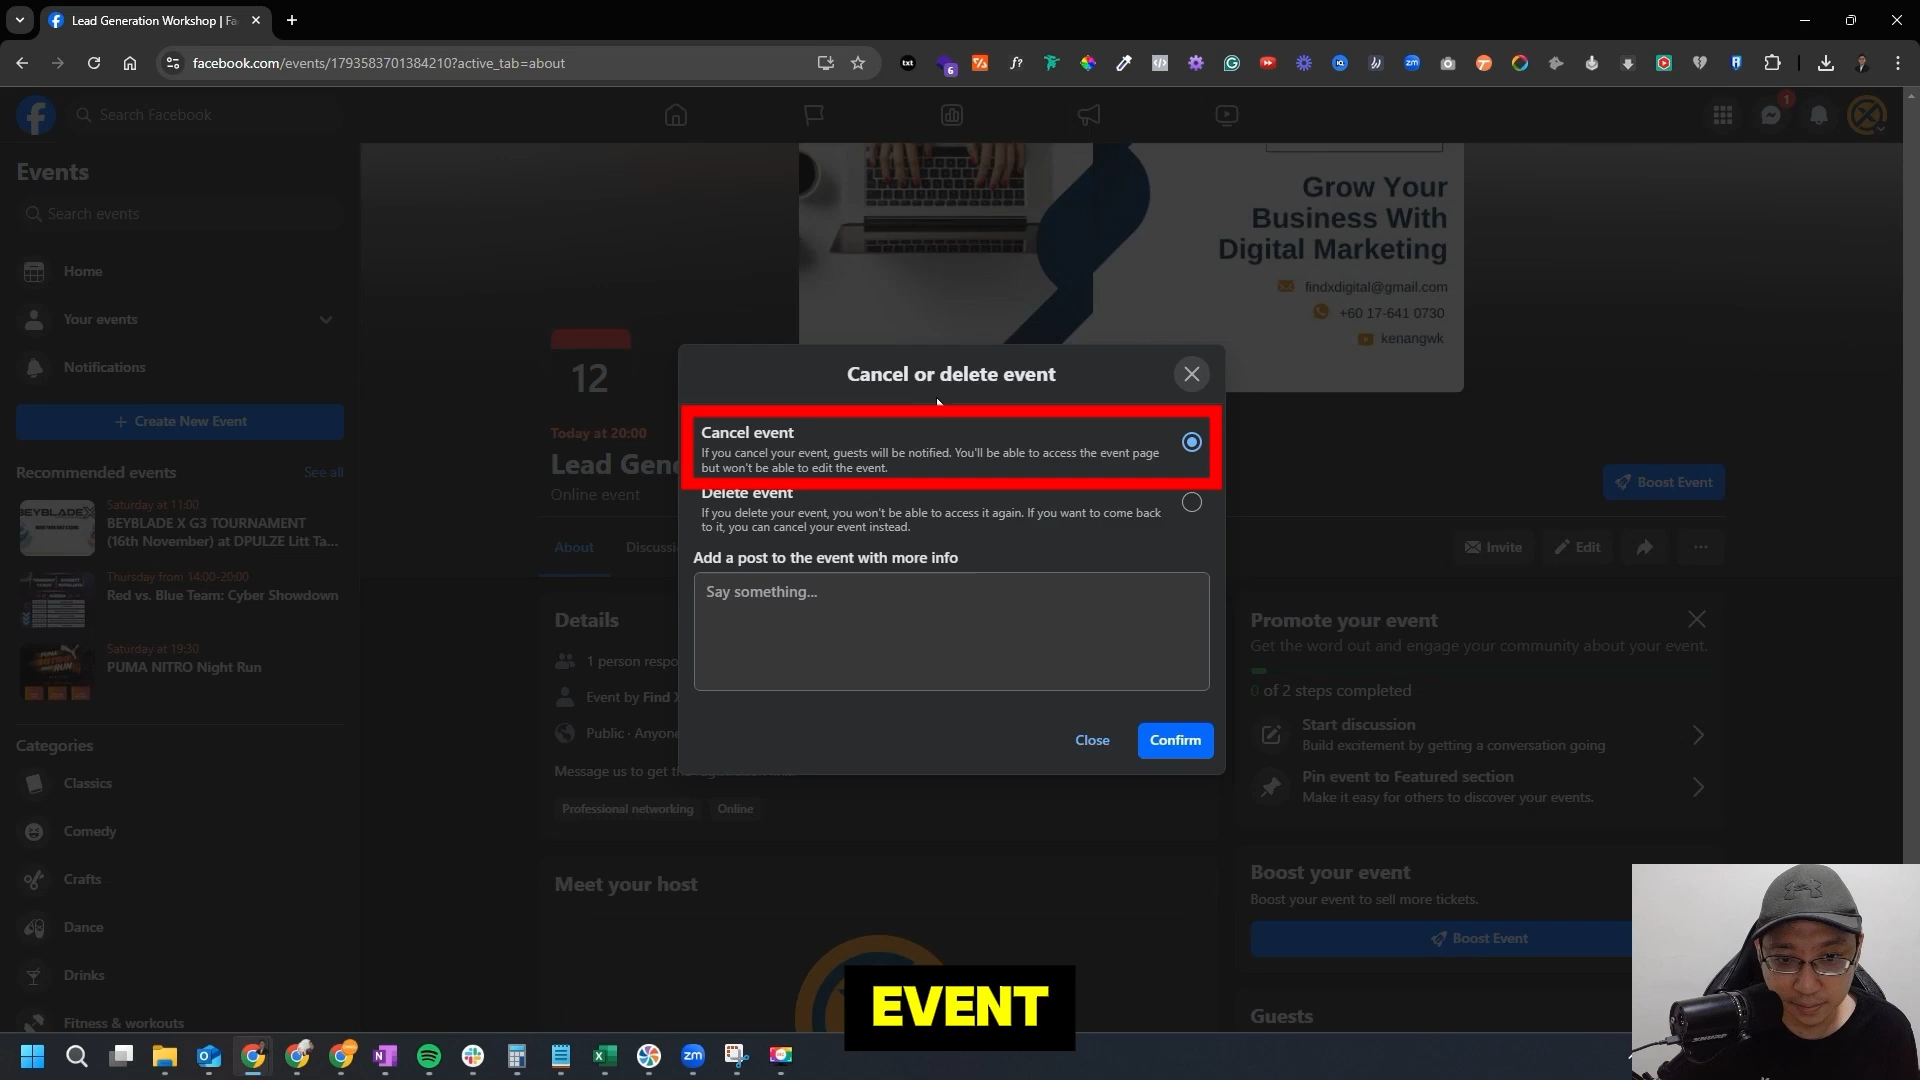 Lead Generation Workshop | Fa
facebook.com/events/1793583701384210?active_tab=about
txt
6
f?
Search Facebook
1
Events
Search events
Home
Your events
Notifications
+ Create New Event
Recommended events
See all
Saturday at 11:00
BEYBLADE X G3 TOURNAMENT
(16th November) at DPULZE Litt Ta...
Thursday from 14:00-20:00
Red vs. Blue Team: Cyber Showdown
Saturday at 19:30
PUMA NITRO Night Run
Categories
Classics
Comedy
Crafts
Dance
Drinks
Fitness & workouts
Grow Your
Business With
Digital Marketing
findxdigital@gmail.com
+60 17-641 0730
kenangwk
12
Today at 20:00
Lead Gen
Online event
Boost Event
About
Discussi
Invite
Edit
Cancel or delete event
Cancel event
If you cancel your event, guests will be notified. You'll be able to access the event page
but won't be able to edit the event.
Delete event
If you delete your event, you won't be able to access it again. If you want to come back
to it, you can cancel your event instead.
Add a post to the event with more info
Say something...
Close
Confirm
Details
1 person respo
Event by Find X
Public · Anyone
Message us to get th
Professional networking
Online
Meet your host
Promote your event
Get the word out and engage your community about your event.
0 of 2 steps completed
Start discussion
Build excitement by getting a conversation going
Pin event to Featured section
Make it easy for others to discover your events.
Boost your event
Boost your event to sell more tickets.
Boost Event
Guests
EVENT
zm